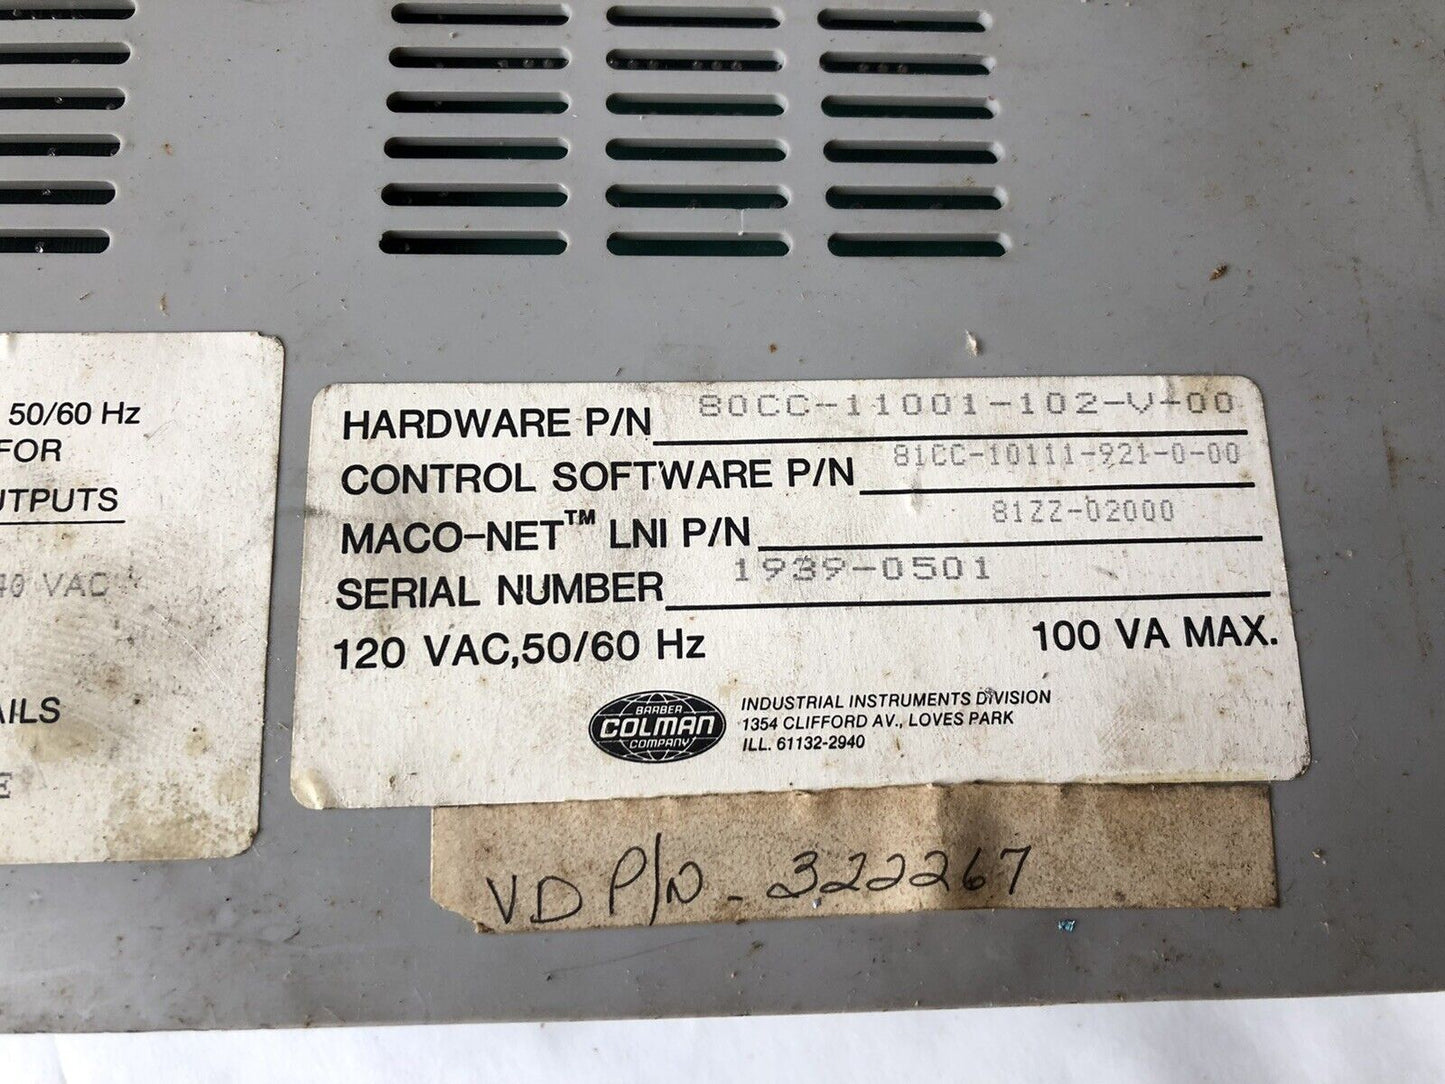 50/60 Hz
FOR
UTPUTS
40 VAC
AILS
E
HARDWARE P/N 80CC-11001-102-V-00
CONTROL SOFTWARE P/N 81CC-10111-921-0-00
MACO-NET™ LNI P/N 81ZZ-02000
SERIAL NUMBER 1939-0501
120 VAC,50/60 Hz 100 VA MAX.
BARBER
COLMAN
COMPANY
INDUSTRIAL INSTRUMENTS DIVISION
1354 CLIFFORD AV., LOVES PARK
ILL. 61132-2940
VD P/N - 322267